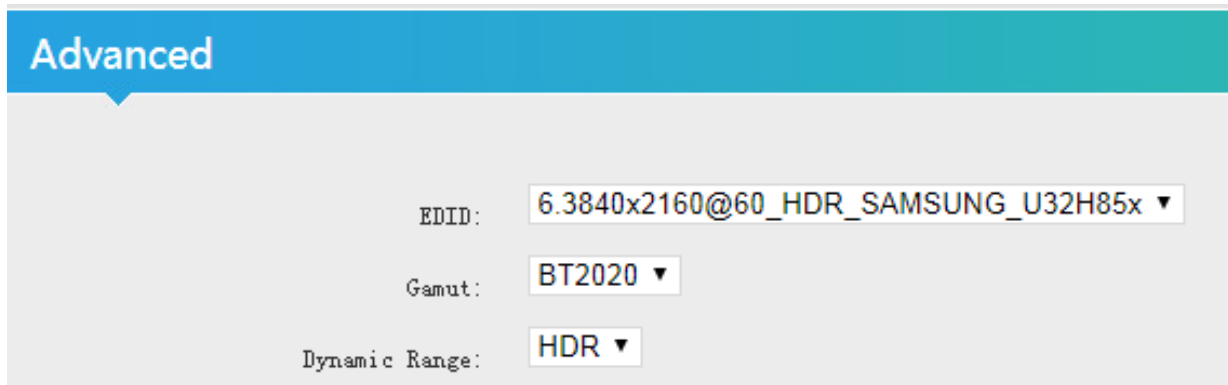 Advanced
EDID: 6.3840x2160@60_HDR_SAMSUNG_U32H85x
Gamut: BT2020
Dynamic Range: HDR